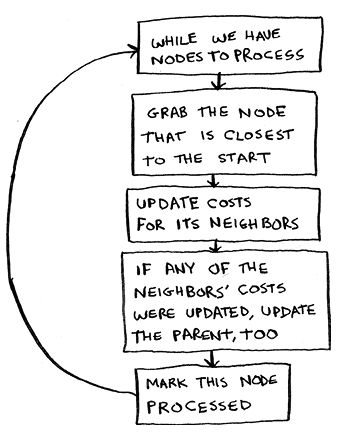 WHILE WE HAVE
NODES TO PROCESS
GRAB THE NODE
THAT IS CLOSEST
TO THE START
UPDATE COSTS
FOR ITS NEIGHBORS
IF ANY OF THE
NEIGHBORS' COSTS
WERE UPDATED, UPDATE
THE PARENT, TOO
MARK THIS NODE
PROCESSED